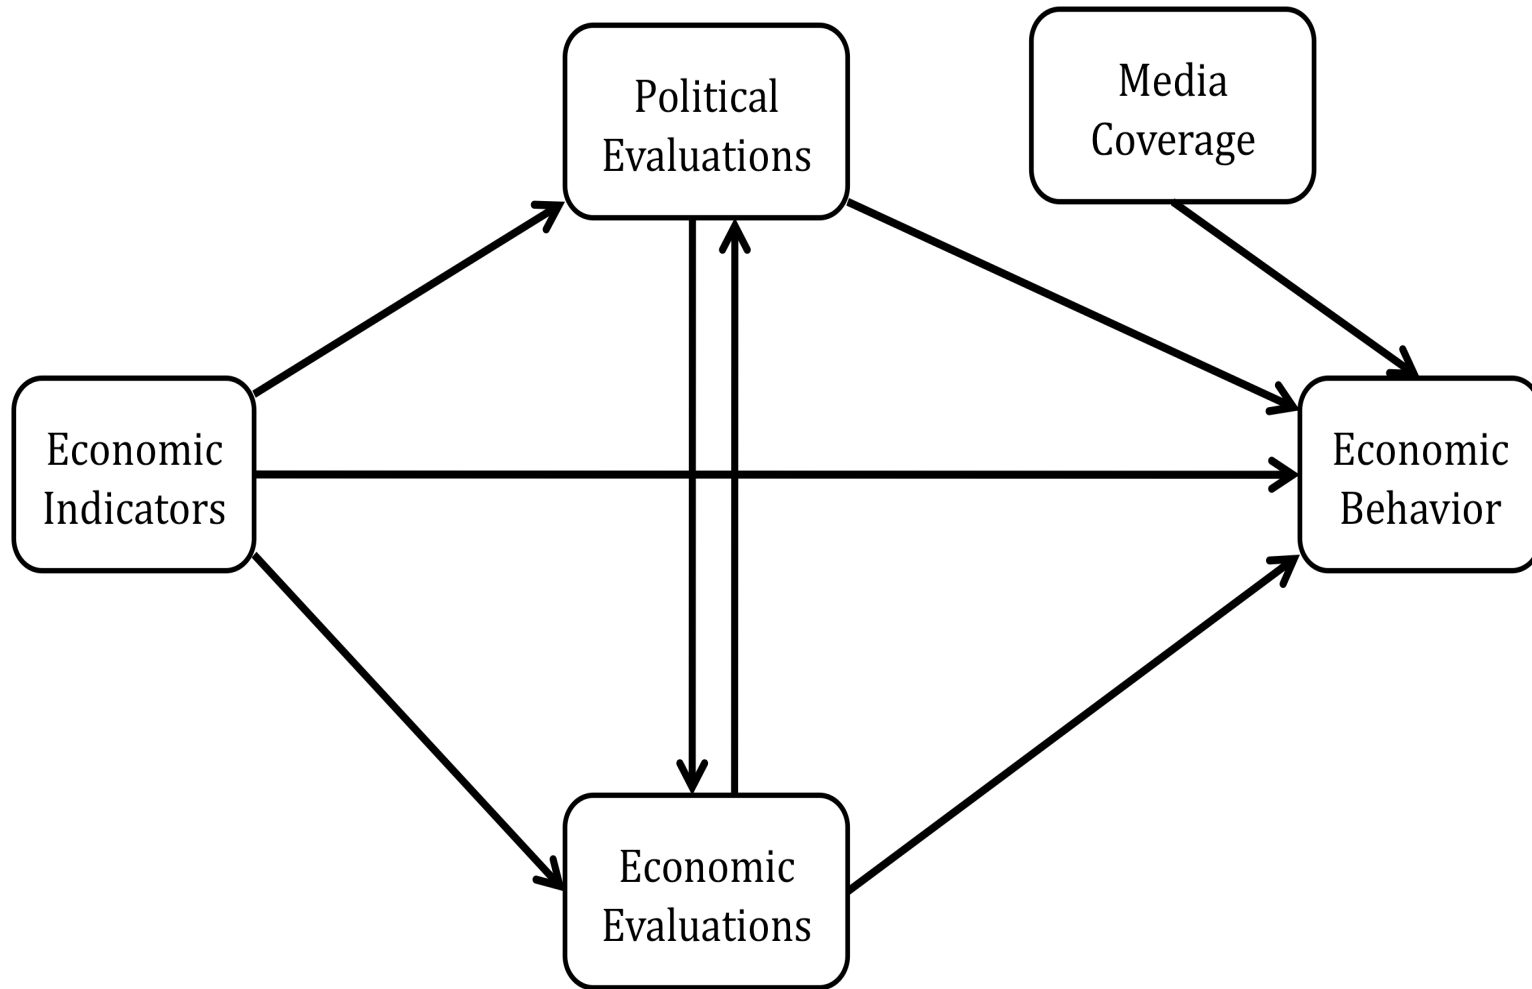 Political
Evaluations
Media
Coverage
Economic
Indicators
Economic
Behavior
Economic
Evaluations